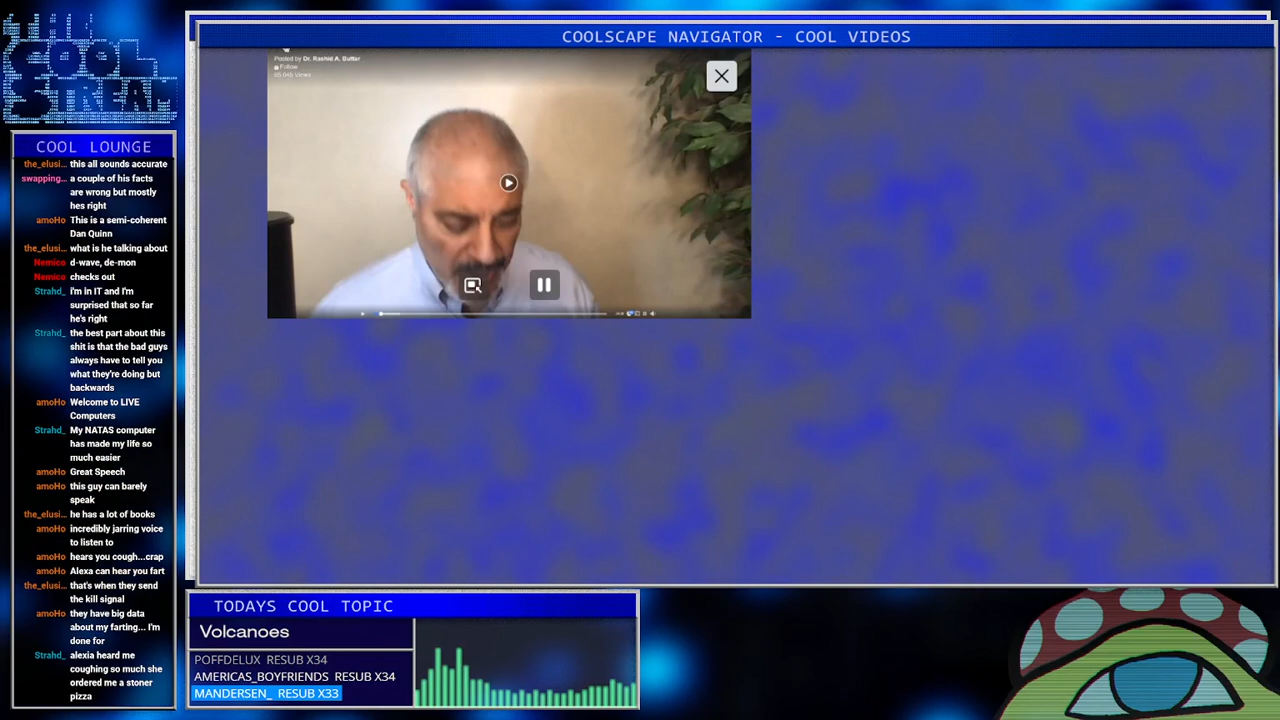 COOLSCAPE NAVIGATOR - COOL VIDEOS
Posted by Dr. Rashid A. Buttar
Follow
COOL LOUNGE
the_elusi... this all sounds accurate
swapping... a couple of his facts
are wrong but mostly
hes right
amoHo This is a semi-coherent
Dan Quinn
the_elusi... what is he talking about
Nemico d-wave, de-mon
Nemico checks out
Strahd_ i'm in IT and I'm
surprised that so far
he's right
Strahd_ the best part about this
shit is that the bad guys
always have to tell you
what they're doing but
backwards
amoHo Welcome to LIVE
Computers
Strahd_ My NATAS computer
has made my life so
much easier
amoHo Great Speech
amoHo this guy can barely
speak
the_elusi... he has a lot of books
amoHo incredibly jarring voice
to listen to
amoHo hears you cough...crap
amoHo Alexa can hear you fart
the_elusi... that's when they send
the kill signal
amoHo they have big data
about my farting... I'm
done for
Strahd_ alexia heard me
coughing so much she
ordered me a stoner
pizza
TODAYS COOL TOPIC
Volcanoes
POFFDELUX RESUB X34
AMERICAS_BOYFRIENDS RESUB X34
MANDERSEN_ RESUB X33